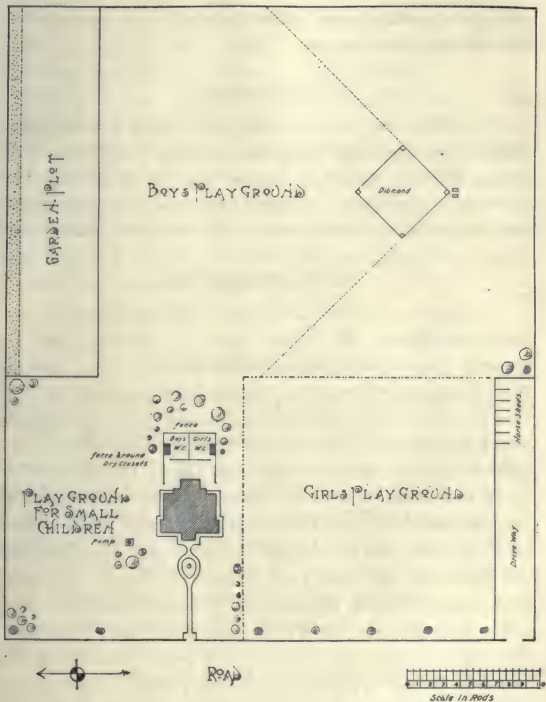 GARDEN PLOT
BOYS PLAY GROUND
Diamond
Horse Sheds.
fence
Boys W.C.
Girls W.C.
fence around
Dry Closets
PLAY GROUND
FOR SMALL
CHILDREN
Pump
GIRLS PLAY GROUND
Drive Way
ROAD
0 1 2 3 4 5 6 7 8 9 10
Scale in Rods